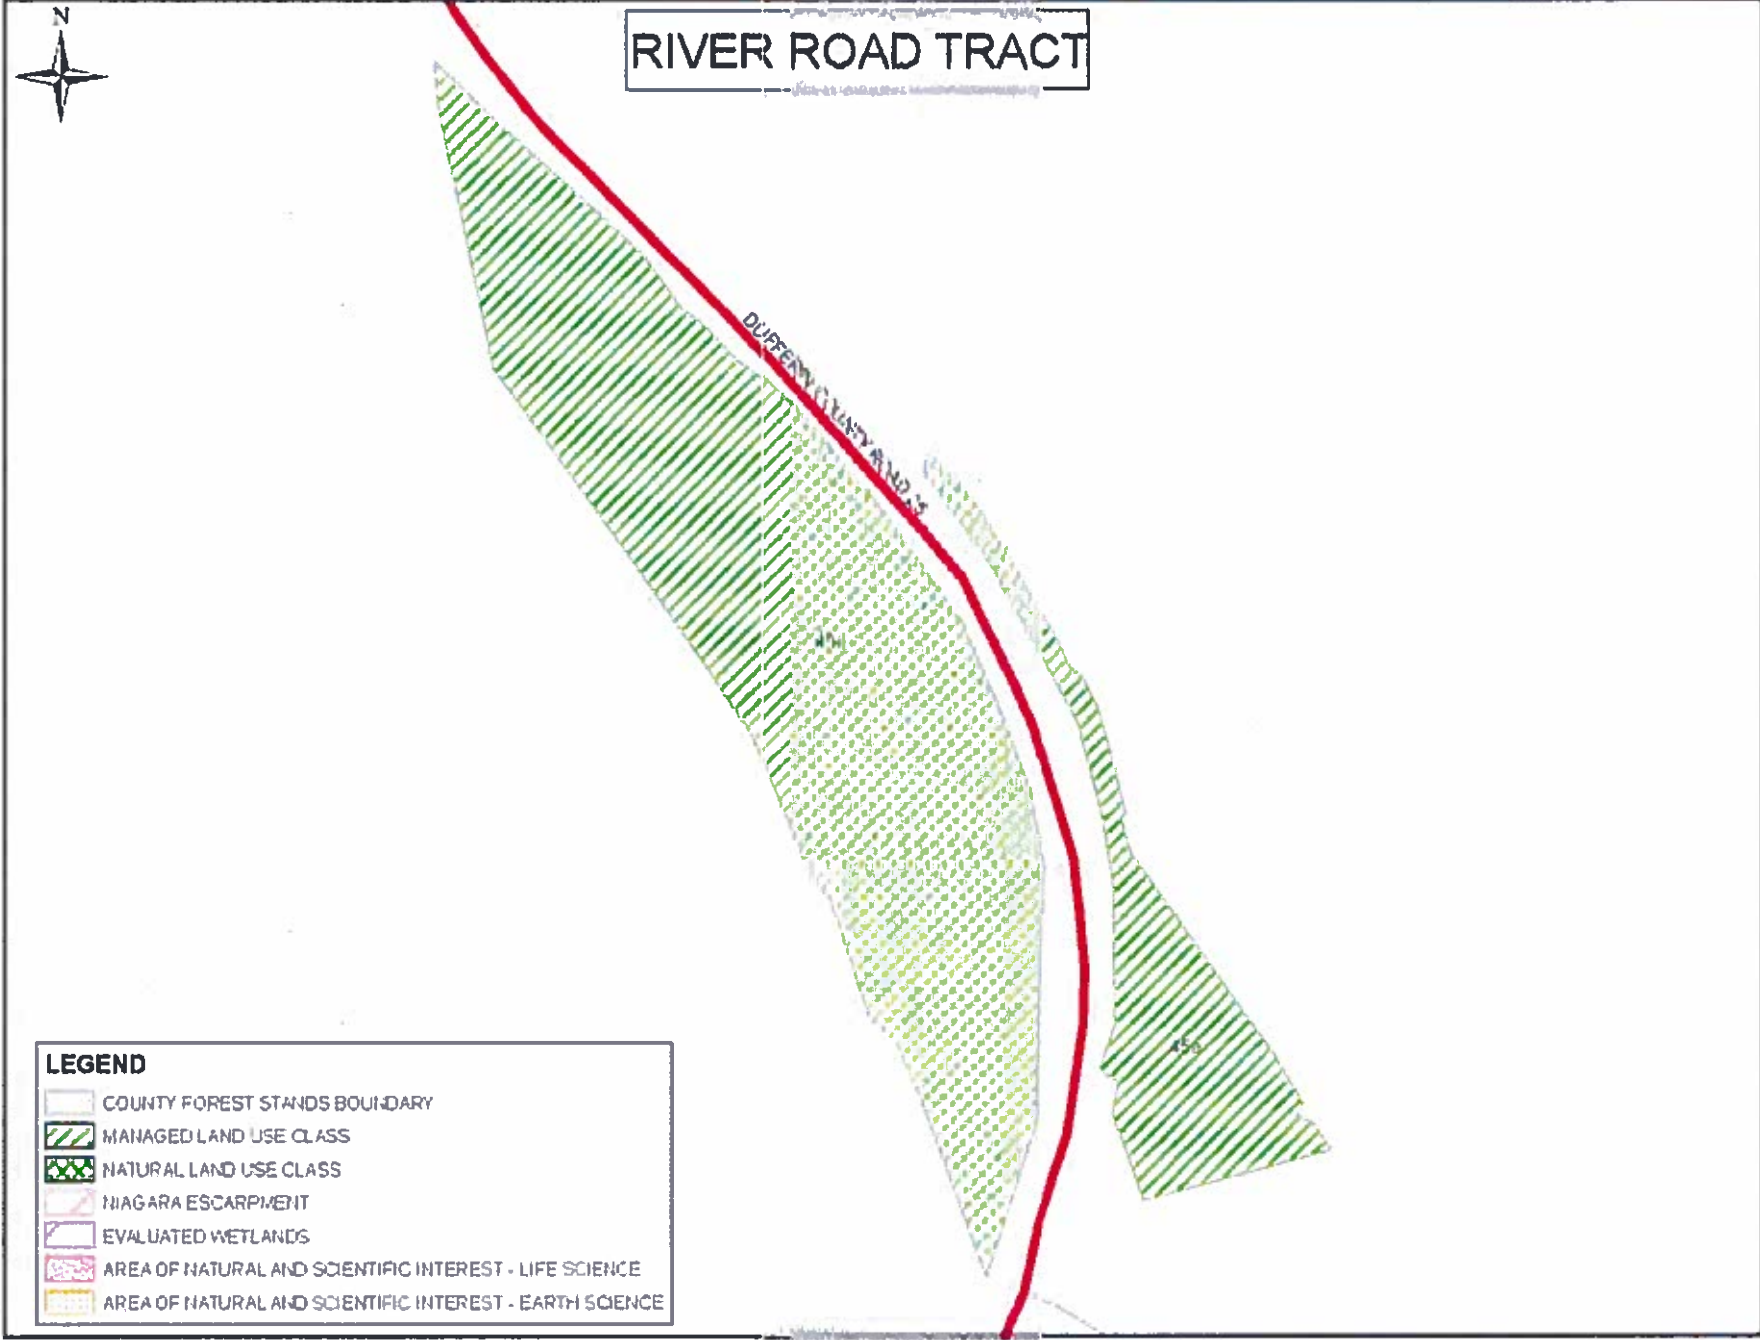 N
RIVER ROAD TRACT
DUFFERIN COUNTY ROAD
45a
LEGEND
COUNTY FOREST STANDS BOUNDARY
MANAGED LAND USE CLASS
NATURAL LAND USE CLASS
NIAGARA ESCARPMENT
EVALUATED WETLANDS
AREA OF NATURAL AND SCIENTIFIC INTEREST - LIFE SCIENCE
AREA OF NATURAL AND SCIENTIFIC INTEREST - EARTH SCIENCE